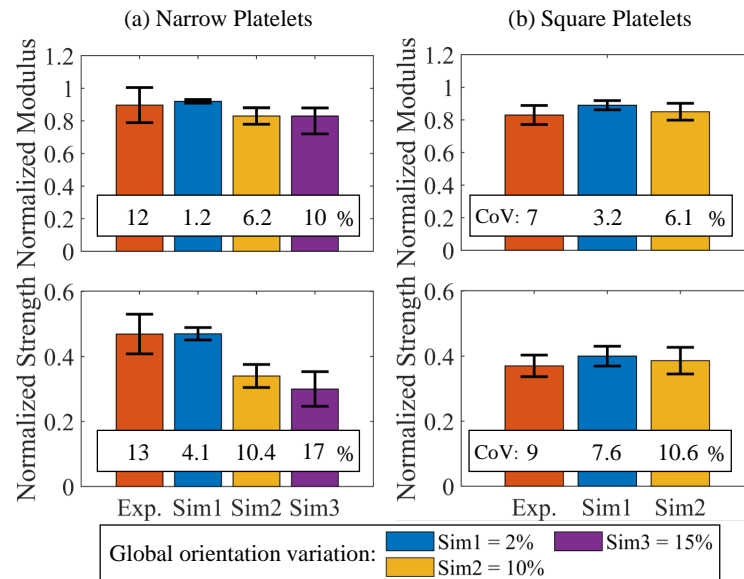 (a) Narrow Platelets
(b) Square Platelets
Normalized Modulus
1.2
1
0.8
0.6
0.4
0.2
0
12 1.2 6.2 10 %
Normalized Modulus
1.2
1
0.8
0.6
0.4
0.2
0
CoV: 7 3.2 6.1 %
Normalized Strength
0.6
0.4
0.2
0
13 4.1 10.4 17 %
Exp. Sim1 Sim2 Sim3
Normalized Strength
0.6
0.4
0.2
0
CoV: 9 7.6 10.6 %
Exp. Sim1 Sim2
Global orientation variation:
Sim1 = 2% Sim3 = 15%
Sim2 = 10%